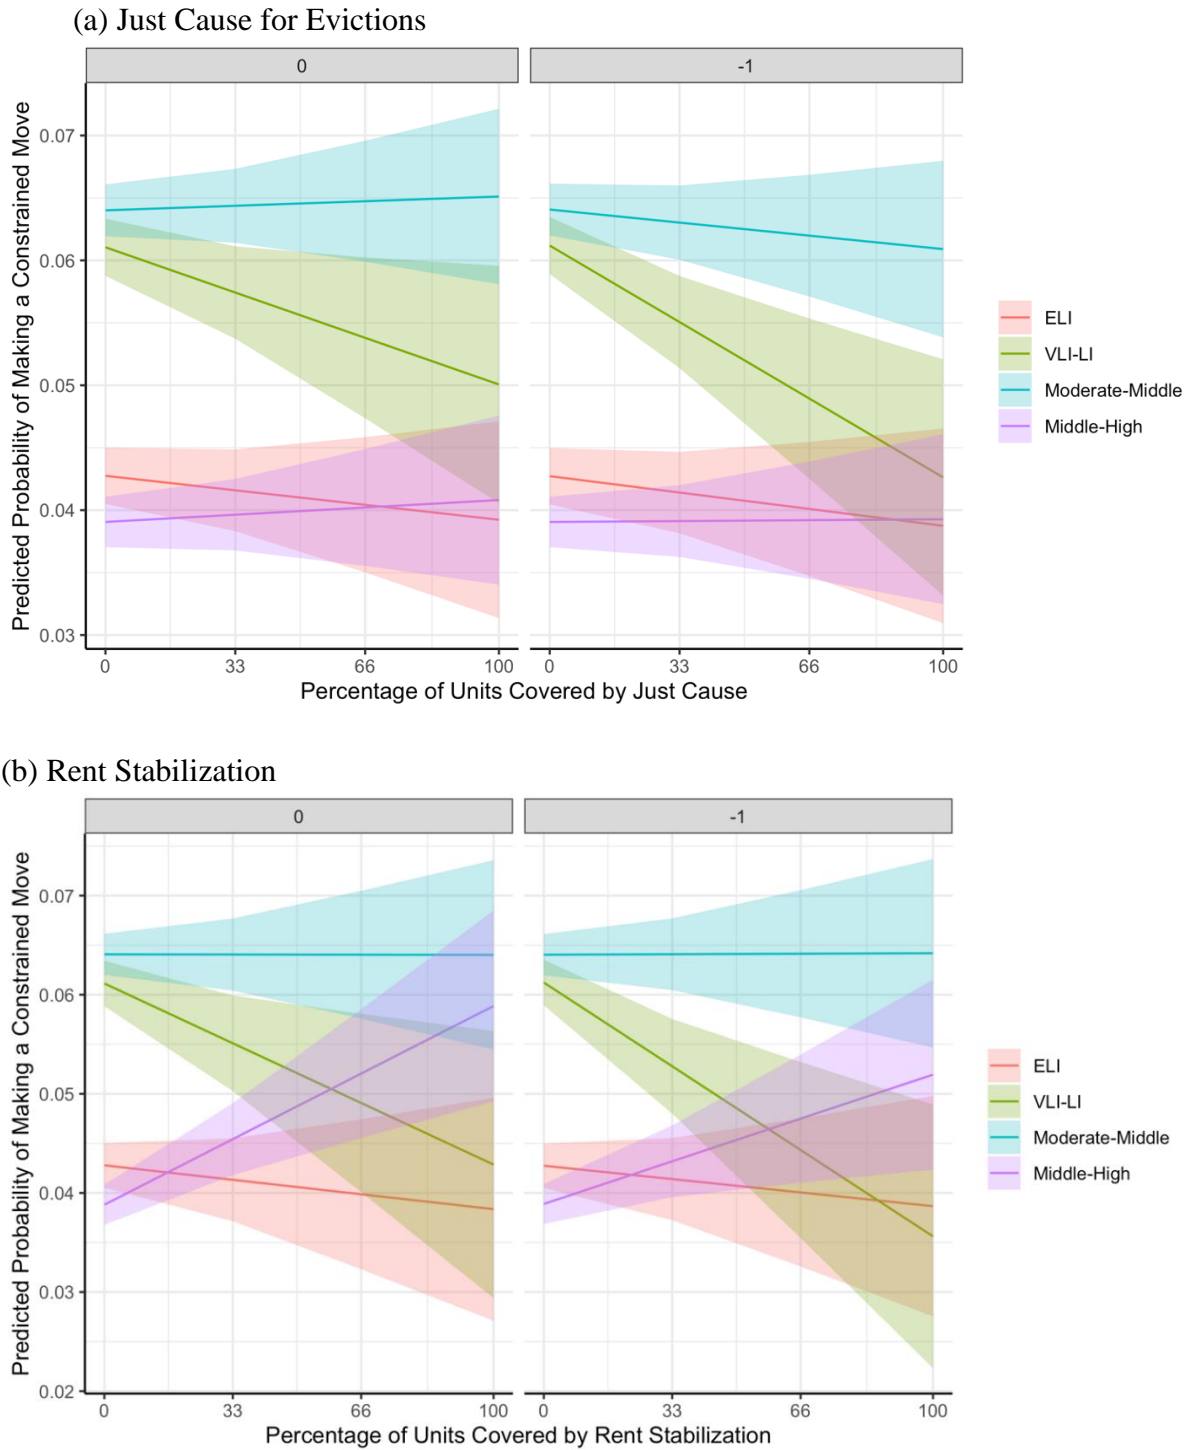 (a) Just Cause for Evictions
0 -1
Predicted Probability of Making a Constrained Move
0.07
0.06
0.05
0.04
0.03
0 33 66 100 0 33 66 100
Percentage of Units Covered by Just Cause
ELI
VLI-LI
Moderate-Middle
Middle-High
(b) Rent Stabilization
0 -1
Predicted Probability of Making a Constrained Move
0.07
0.06
0.05
0.04
0.03
0.02
0 33 66 100 0 33 66 100
Percentage of Units Covered by Rent Stabilization
ELI
VLI-LI
Moderate-Middle
Middle-High